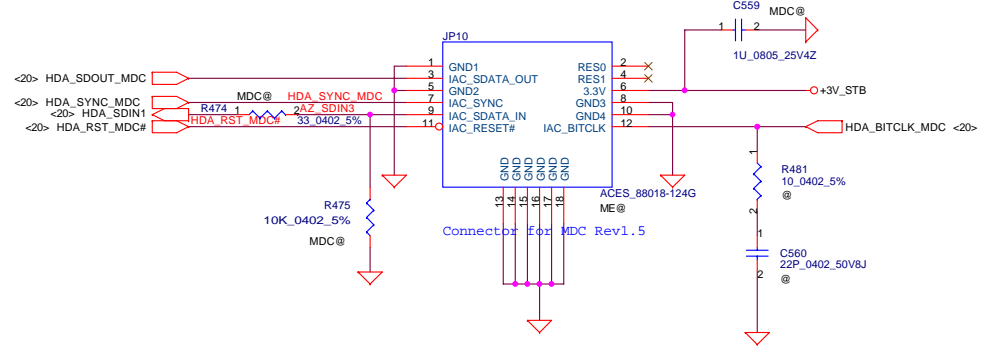 C559
MDC@
1 2
1U_0805_25V4Z
JP10
1 GND1 RES0 2
<20> HDA_SDOUT_MDC 3 IAC_SDATA_OUT RES1 4
5 GND2 3.3V 6 +3V_STB
<20> HDA_SYNC_MDC MDC@ HDA_SYNC_MDC 7 IAC_SYNC GND3 8
<20> HDA_SDIN1 R474 1 2 AZ_SDIN3 9 IAC_SDATA_IN GND4 10
<20> HDA_RST_MDC# HDA_RST_MDC# 33_0402_5% 11 IAC_RESET# IAC_BITCLK 12 HDA_BITCLK_MDC <20>
GND GND GND GND GND GND
13 14 15 16 17 18
ACES_88018-124G
ME@
Connector for MDC Rev1.5
R475
10K_0402_5%
MDC@
1
R481
10_0402_5%
@
2
1
C560
22P_0402_50V8J
2
@